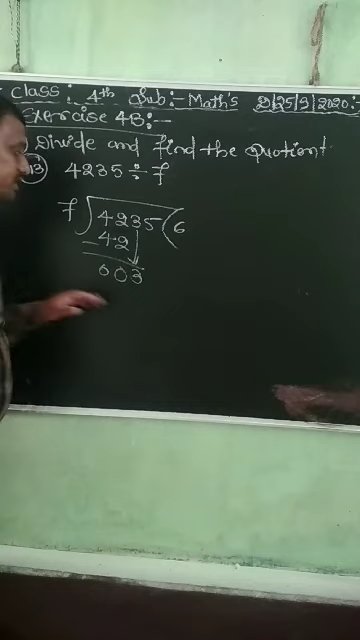 Class: 4th Sub:- Math's D/25/3/2020:-
Exercise 4B:-
Divide and find the Quotient
13 4235 ÷ 7
7 4235 ( 6
- 42
003